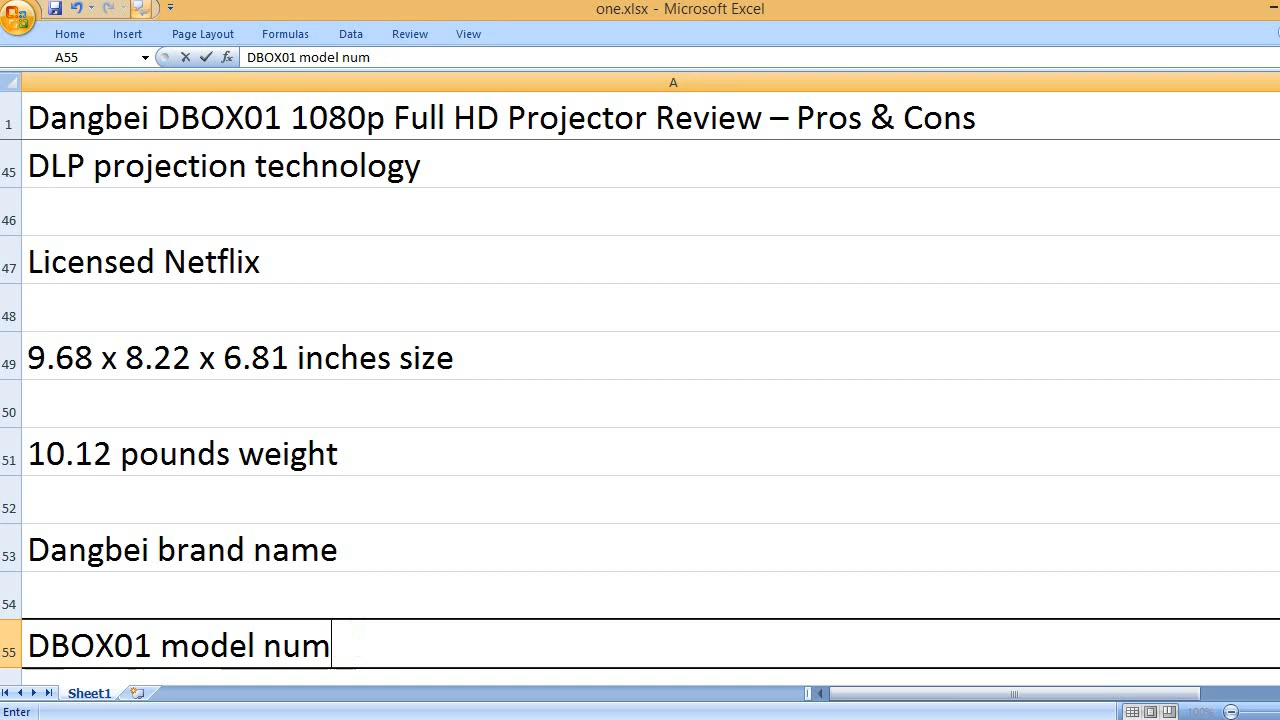 one.xlsx - Microsoft Excel
Home Insert Page Layout Formulas Data Review View
A55 fx DBOX01 model num
A
1 Dangbei DBOX01 1080p Full HD Projector Review – Pros & Cons
45 DLP projection technology
46
47 Licensed Netflix
48
49 9.68 x 8.22 x 6.81 inches size
50
51 10.12 pounds weight
52
53 Dangbei brand name
54
55 DBOX01 model num
Sheet1
Enter 100%